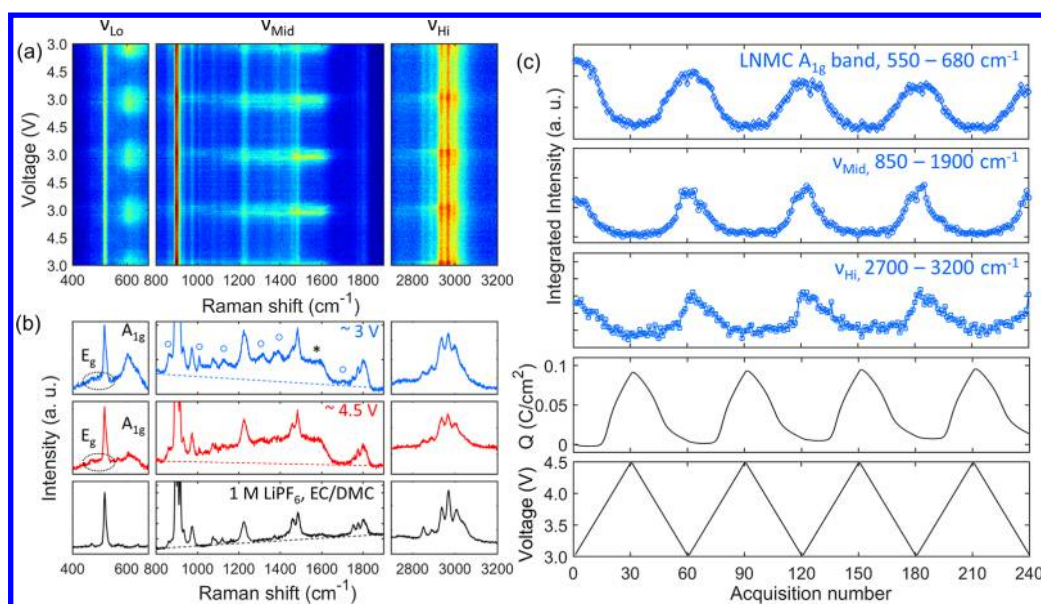 ν_Lo ν_Mid ν_Hi
(a)
Voltage (V)
3.0
4.5
3.0
4.5
3.0
4.5
3.0
4.5
3.0
400 600 800 1000 1200 1400 1600 1800 2800 3000 3200
Raman shift (cm⁻¹)
(b)
Intensity (a. u.)
E_g A_1g ~ 3 V
*
E_g A_1g ~ 4.5 V
1 M LiPF₆, EC/DMC
400 600 800 1000 1200 1400 1600 1800 2800 3000 3200
Raman shift (cm⁻¹)
(c)
LNMC A_1g band, 550 – 680 cm⁻¹
ν_Mid, 850 – 1900 cm⁻¹
ν_Hi, 2700 – 3200 cm⁻¹
Integrated Intensity (a. u.)
Q (C/cm²)
0.1
0.05
0
Voltage (V)
4.5
4.0
3.5
3.0
0 30 60 90 120 150 180 210 240
Acquisition number